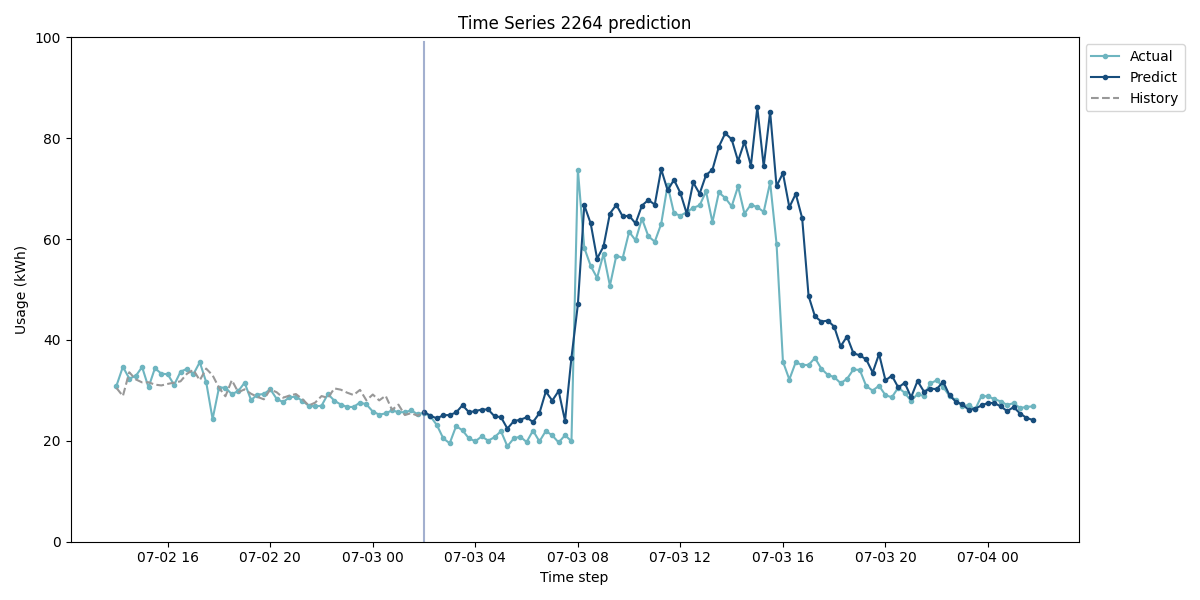 Time Series 2264 prediction
100
80
60
40
20
0
Usage (kWh)
07-02 16
07-02 20
07-03 00
07-03 04
07-03 08
07-03 12
07-03 16
07-03 20
07-04 00
Time step
Actual
Predict
History